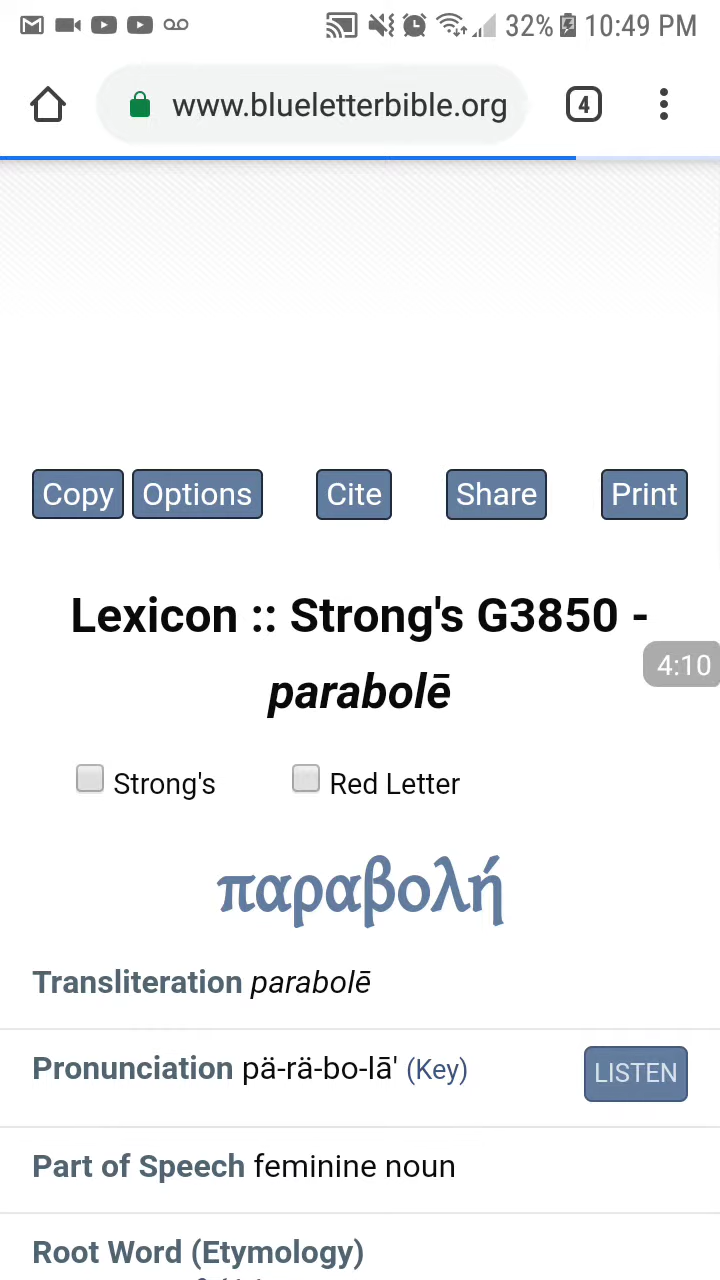 32% 10:49 PM
www.blueletterbible.org 4
Copy Options Cite Share Print
Lexicon :: Strong's G3850 -
parabolē
4:10
Strong's Red Letter
παραβολή
Transliteration parabolē
Pronunciation pä-rä-bo-lā' (Key) LISTEN
Part of Speech feminine noun
Root Word (Etymology)